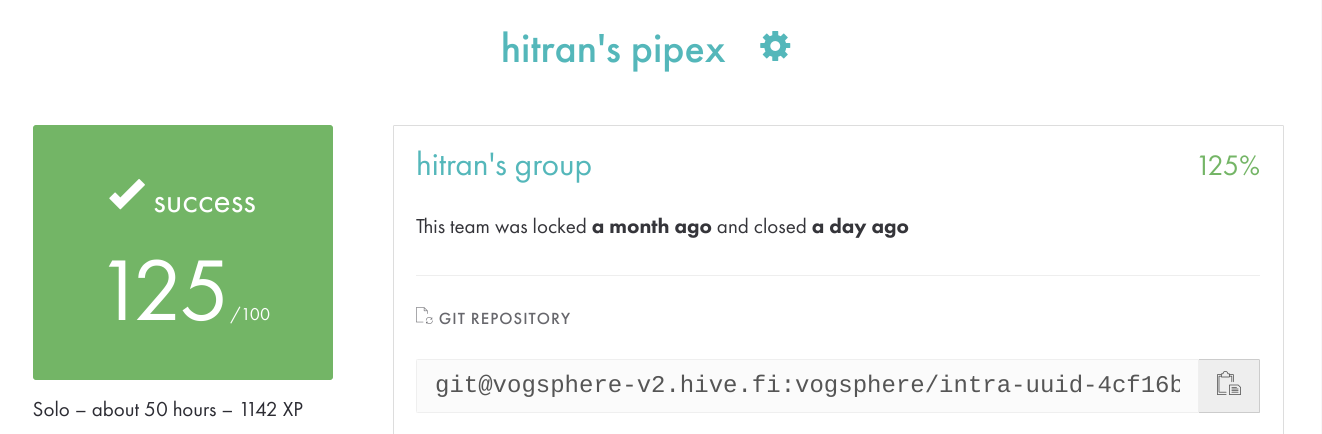 hitran's pipex
success
125 /100
Solo – about 50 hours – 1142 XP
hitran's group
125%
This team was locked a month ago and closed a day ago
GIT REPOSITORY
git@vogsphere-v2.hive.fi:vogsphere/intra-uuid-4cf16b